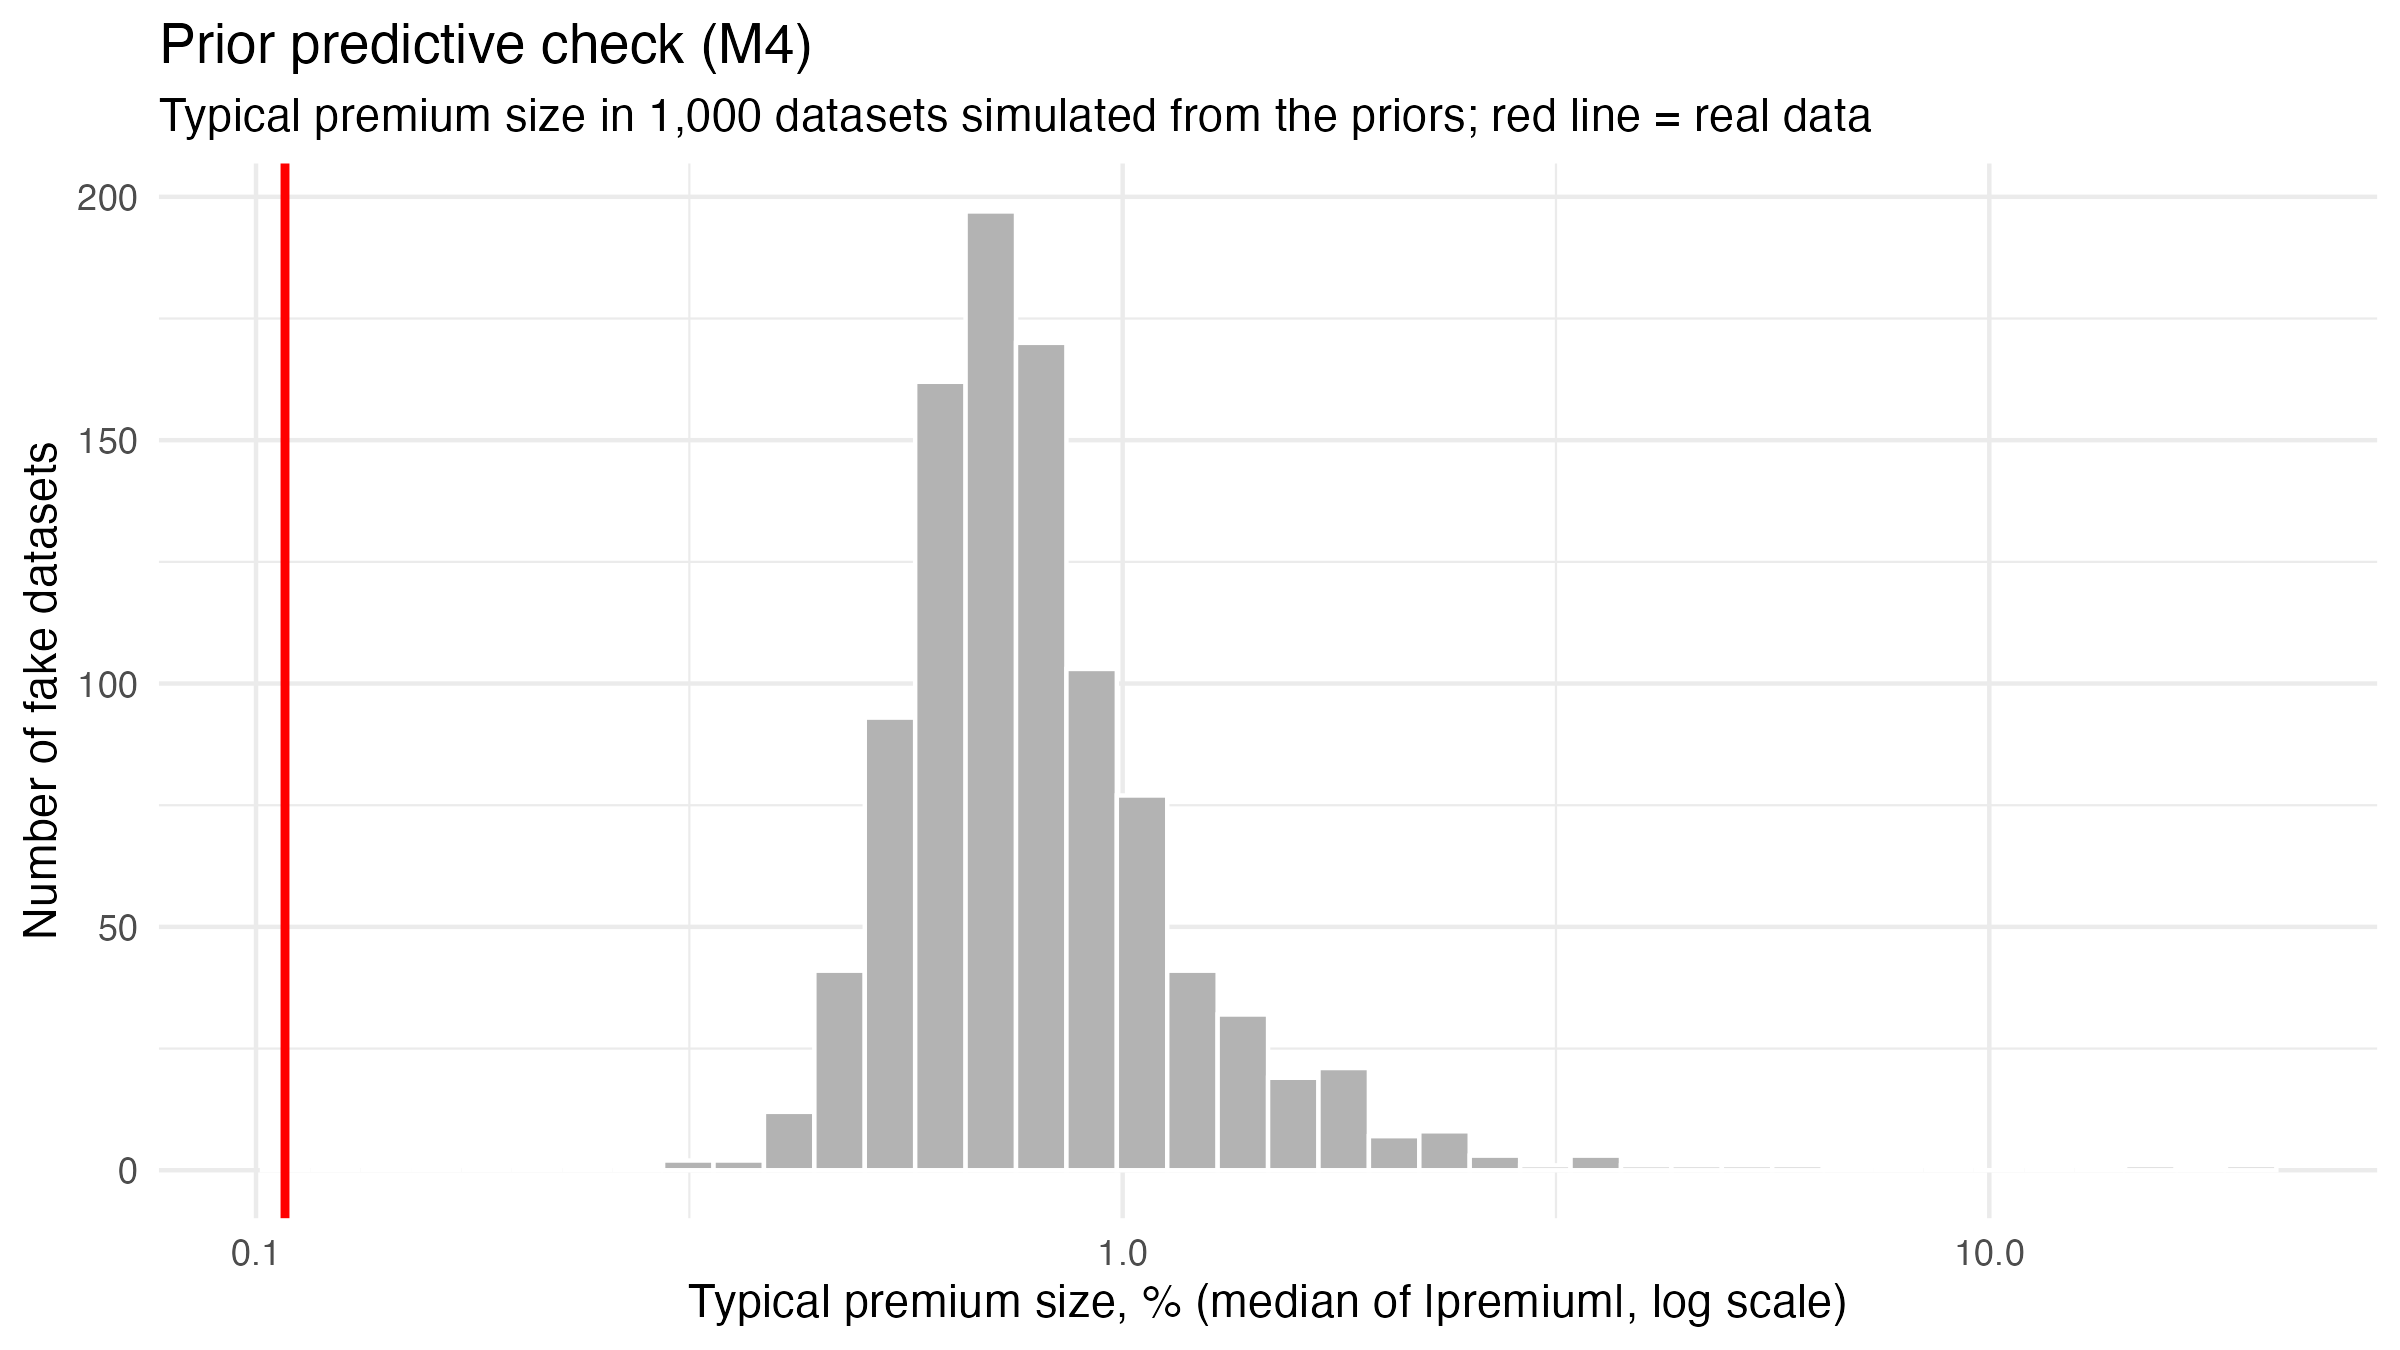 Prior predictive check (M4)
Typical premium size in 1,000 datasets simulated from the priors; red line = real data
Number of fake datasets
200
150
100
50
0
0.1
1.0
10.0
Typical premium size, % (median of |premium|, log scale)